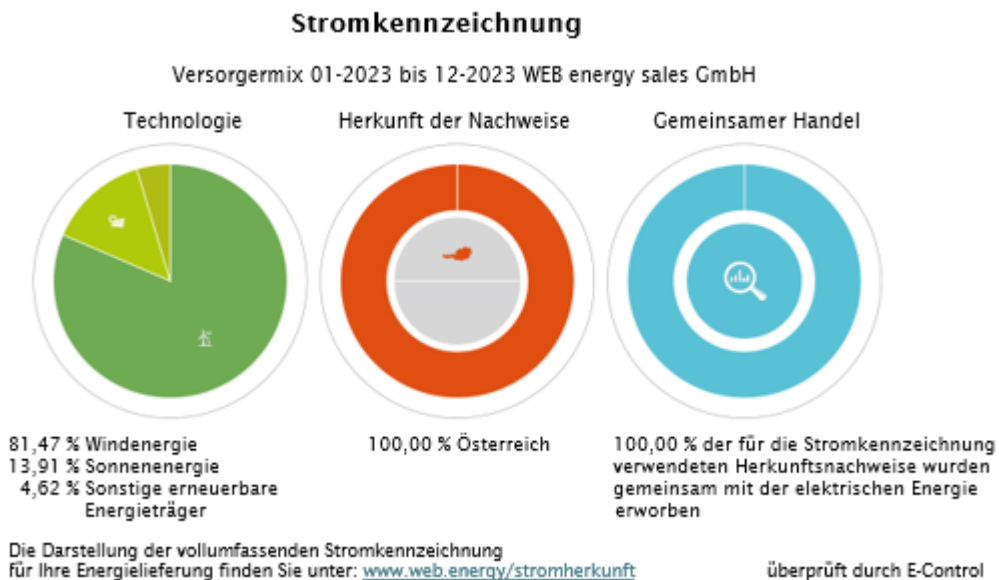 Stromkennzeichnung
Versorgermix 01-2023 bis 12-2023 WEB energy sales GmbH
Technologie
Herkunft der Nachweise
Gemeinsamer Handel
81,47 % Windenergie
13,91 % Sonnenenergie
4,62 % Sonstige erneuerbare
Energieträger
100,00 % Österreich
100,00 % der für die Stromkennzeichnung
verwendeten Herkunftsnachweise wurden
gemeinsam mit der elektrischen Energie
erworben
Die Darstellung der vollumfassenden Stromkennzeichnung
für Ihre Energielieferung finden Sie unter: www.web.energy/stromherkunft
überprüft durch E-Control